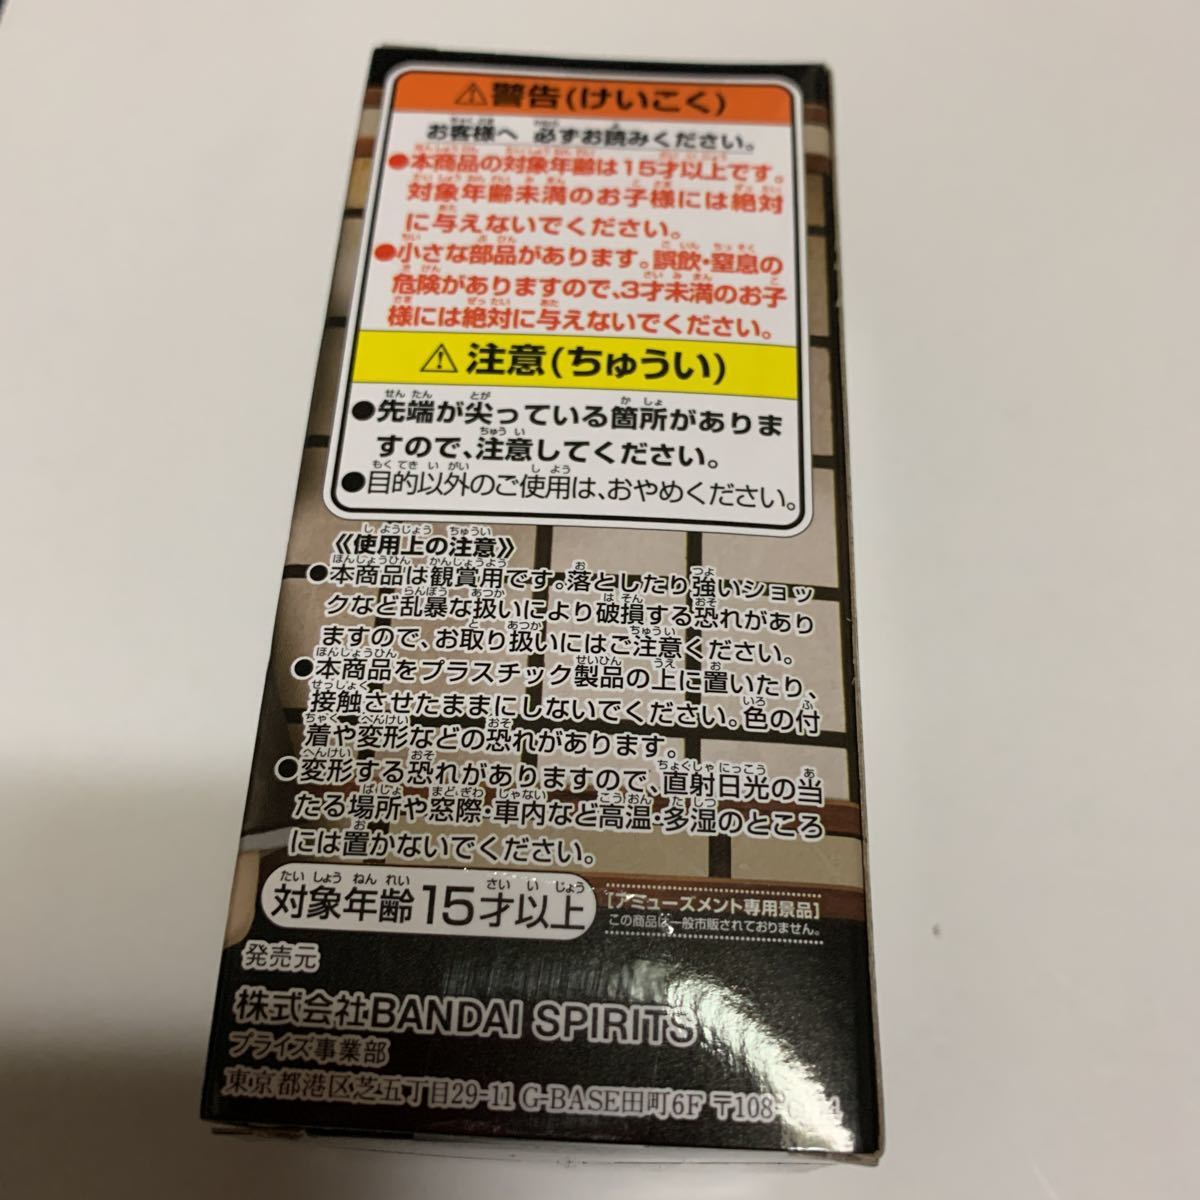 ⚠警告(けいこく)
お客様へ 必ずお読みください。
●本商品の対象年齢は15才以上です。
対象年齢未満のお子様には絶対
に与えないでください。
●小さな部品があります。誤飲・窒息の
危険がありますので、3才未満のお子
様には絶対に与えないでください。
⚠注意(ちゅうい)
●先端が尖っている箇所がありま
すので、注意してください。
●目的以外のご使用は、おやめください。
《使用上の注意》
●本商品は観賞用です。落としたり強いショッ
クなど乱暴な扱いにより破損する恐れがあり
ますので、お取り扱いにはご注意ください。
●本商品をプラスチック製品の上に置いたり、
接触させたままにしないでください。色の付
着や変形などの恐れがあります。
●変形する恐れがありますので、直射日光の当
たる場所や窓際・車内など高温・多湿のところ
には置かないでください。
対象年齢15才以上
[アミューズメント専用景品]
この商品は一般市販されておりません。
発売元
株式会社BANDAI SPIRITS
プライズ事業部
東京都港区芝五丁目29-11 G-BASE田町6F